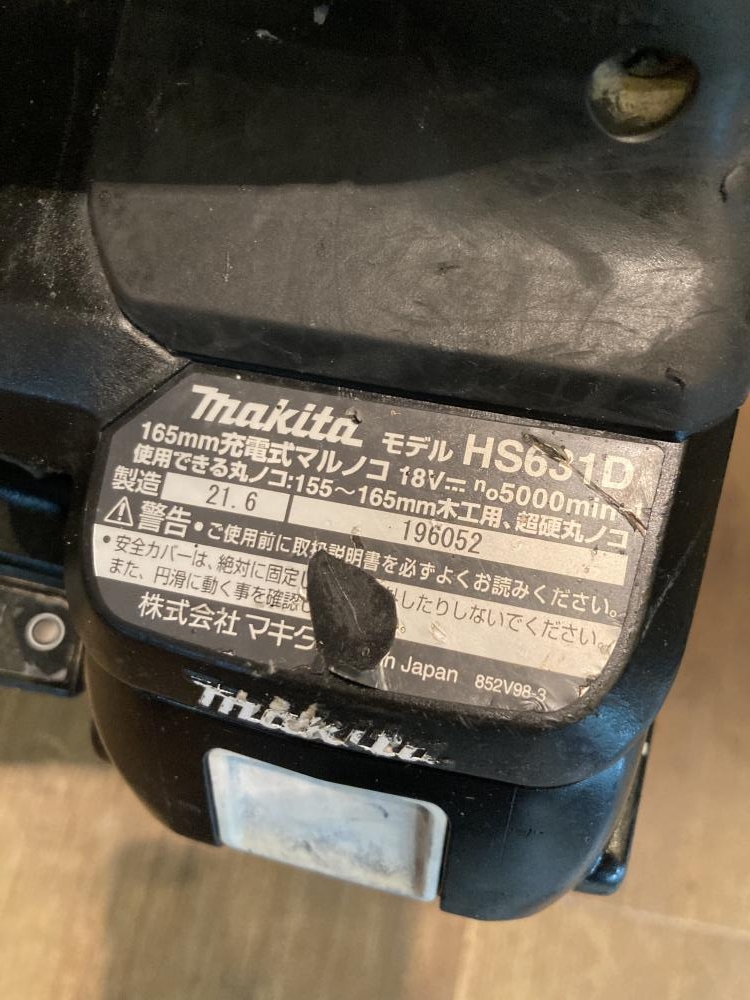 makita モデル HS631D
165mm充電式マルノコ 18V⎓ n₀5000min⁻¹
使用できる丸ノコ:155～165mm木工用、超硬丸ノコ
製造 21.6 196052
⚠警告・ご使用前に取扱説明書を必ずよくお読みください。
・安全カバーは、絶対に固定したりしないでください。
また、円滑に動く事を確認
株式会社 マキタ in Japan 852V98-3
makita